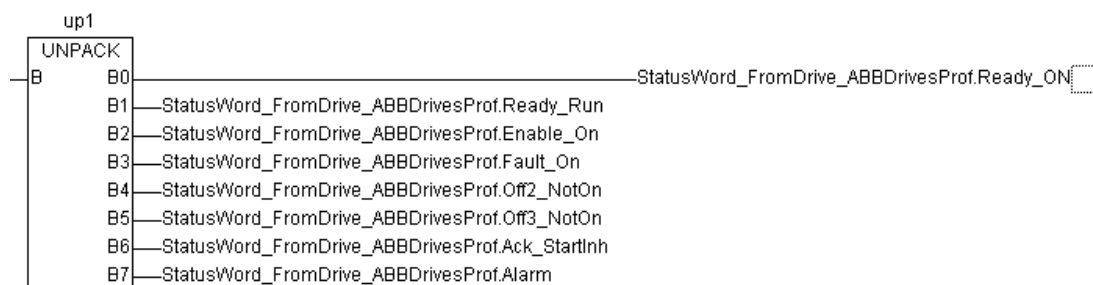 up1
UNPACK
B B0 StatusWord_FromDrive_ABBDrivesProf.Ready_ON
B1 StatusWord_FromDrive_ABBDrivesProf.Ready_Run
B2 StatusWord_FromDrive_ABBDrivesProf.Enable_On
B3 StatusWord_FromDrive_ABBDrivesProf.Fault_On
B4 StatusWord_FromDrive_ABBDrivesProf.Off2_NotOn
B5 StatusWord_FromDrive_ABBDrivesProf.Off3_NotOn
B6 StatusWord_FromDrive_ABBDrivesProf.Ack_StartInh
B7 StatusWord_FromDrive_ABBDrivesProf.Alarm